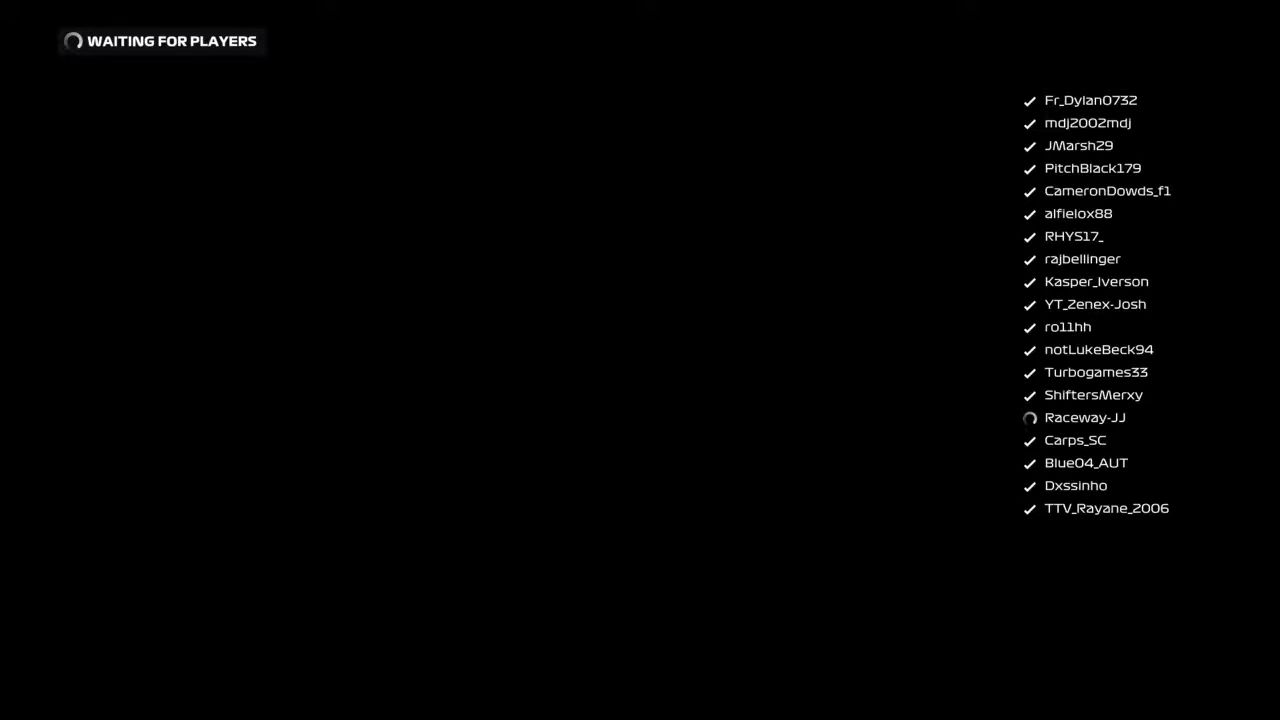 WAITING FOR PLAYERS
Fr_Dylan0732
mdj2002mdj
JMarsh29
PitchBlack179
CameronDowds_f1
alfielox88
RHYS17_
rajbellinger
Kasper_Iverson
YT_Zenex-Josh
ro11hh
notLukeBeck94
Turbogames33
ShiftersMerxy
Raceway-JJ
Carps_SC
Blue04_AUT
Dxssinho
TTV_Rayane_2006